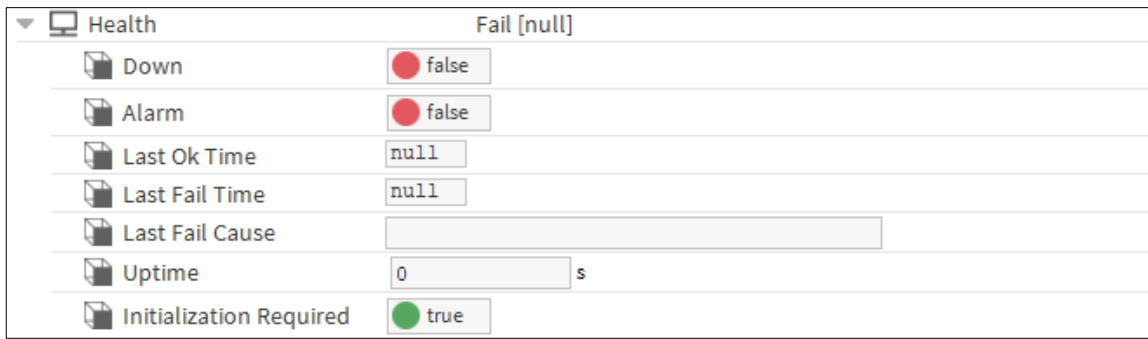 Health Fail [null]
Down false
Alarm false
Last Ok Time null
Last Fail Time null
Last Fail Cause
Uptime 0 s
Initialization Required true